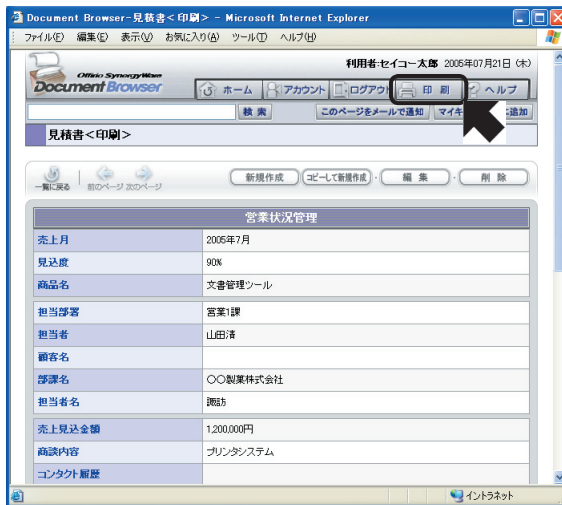 Document Browser-見積書<印刷> - Microsoft Internet Explorer
ファイル(F) 編集(E) 表示(V) お気に入り(A) ツール(T) ヘルプ(H)
利用者:セイコー太郎 2005年07月21日 (木)
Offirio SynergyWare
Document Browser
ホーム アカウント ログアウト 印 刷 ヘルプ
検 索 このページをメールで通知 マイキ に追加
見積書<印刷>
一覧に戻る 前のページ 次のページ
新規作成 コピーして新規作成 · 編 集 · 削 除
営業状況管理
売上月 2005年7月
見込度 90%
商品名 文書管理ツール
担当部署 営業1課
担当者 山田清
顧客名
部課名 〇〇製菓株式会社
担当者名 諏訪
売上見込金額 1,200,000円
商談内容 プリンタシステム
コンタクト履歴
イントラネット